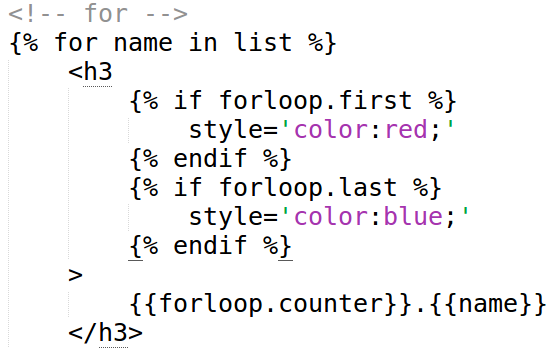 <!-- for -->
{% for name in list %}
    <h3
        {% if forloop.first %}
            style='color:red;'
        {% endif %}
        {% if forloop.last %}
            style='color:blue;'
        {% endif %}
    >
        {{forloop.counter}}.{{name}}
    </h3>